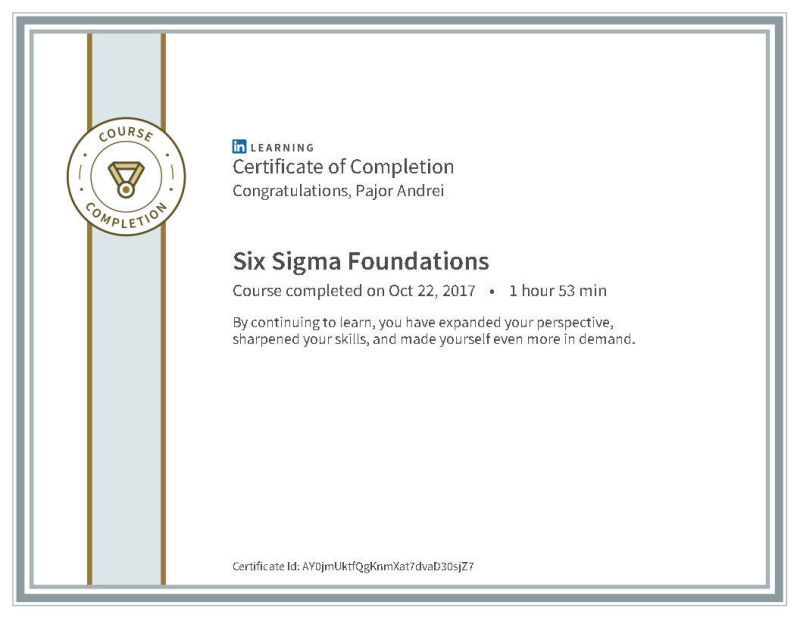 COURSE
COMPLETION
in LEARNING
Certificate of Completion
Congratulations, Pajor Andrei
Six Sigma Foundations
Course completed on Oct 22, 2017 • 1 hour 53 min
By continuing to learn, you have expanded your perspective,
sharpened your skills, and made yourself even more in demand.
Certificate Id: AY0jmUktfQgKnmXat7dvaD30sjZ7